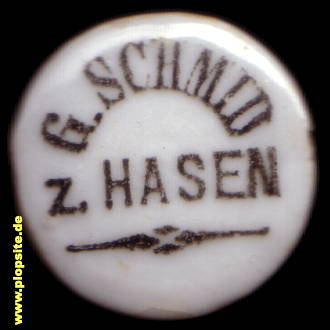 G. SCHMID
Z. HASEN
www.plopsite.de